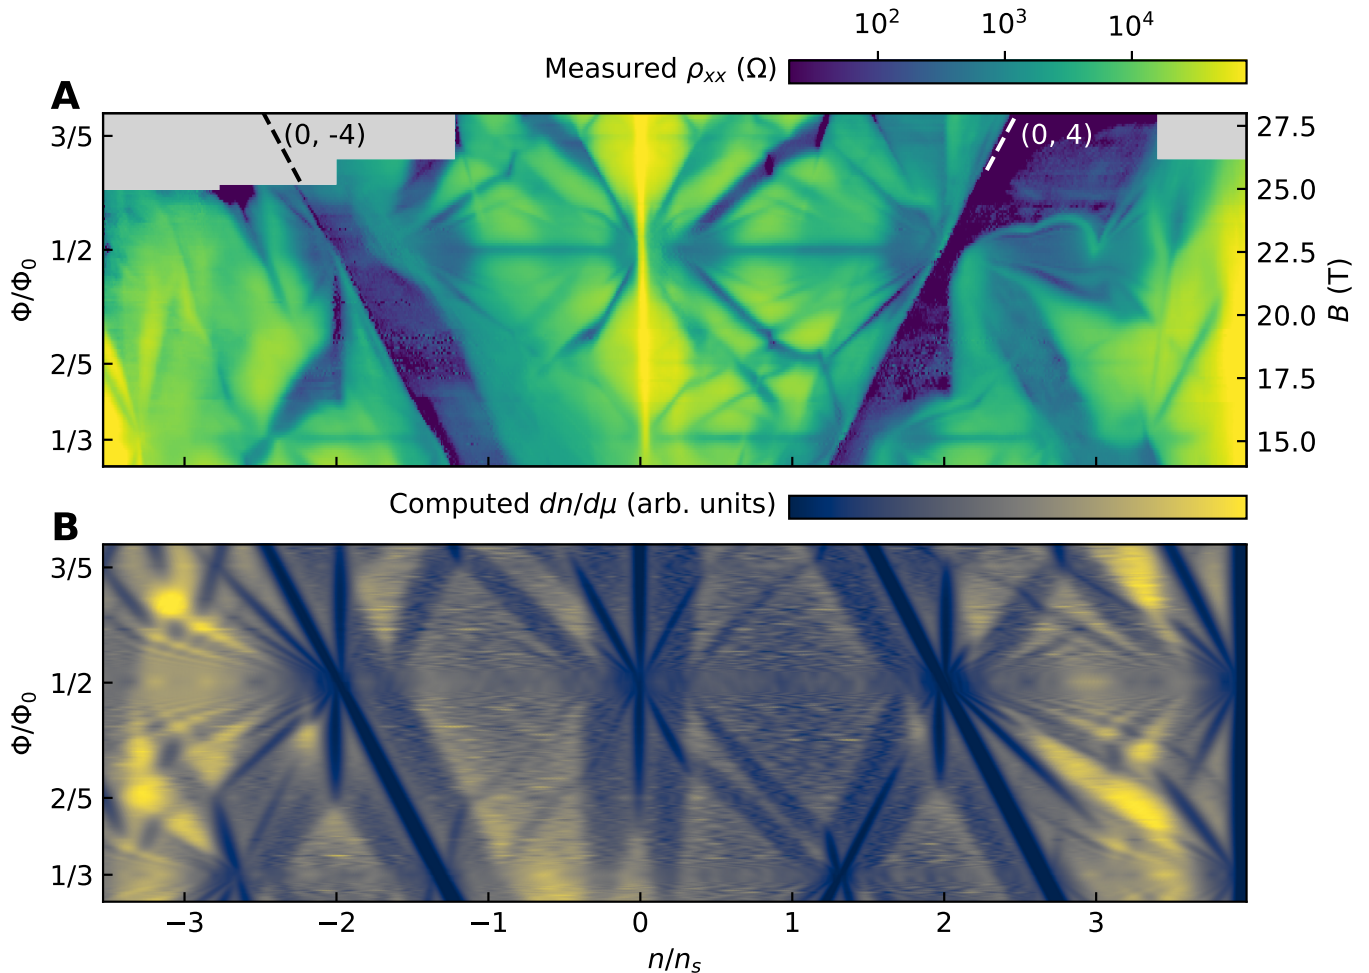 10² 10³ 10⁴
Measured ρxx (Ω)
A
(0, -4)
(0, 4)
3/5
1/2
2/5
1/3
Φ/Φ₀
27.5
25.0
22.5
20.0
17.5
15.0
B (T)
Computed dn/dμ (arb. units)
B
3/5
1/2
2/5
1/3
Φ/Φ₀
−3 −2 −1 0 1 2 3
n/nₛ